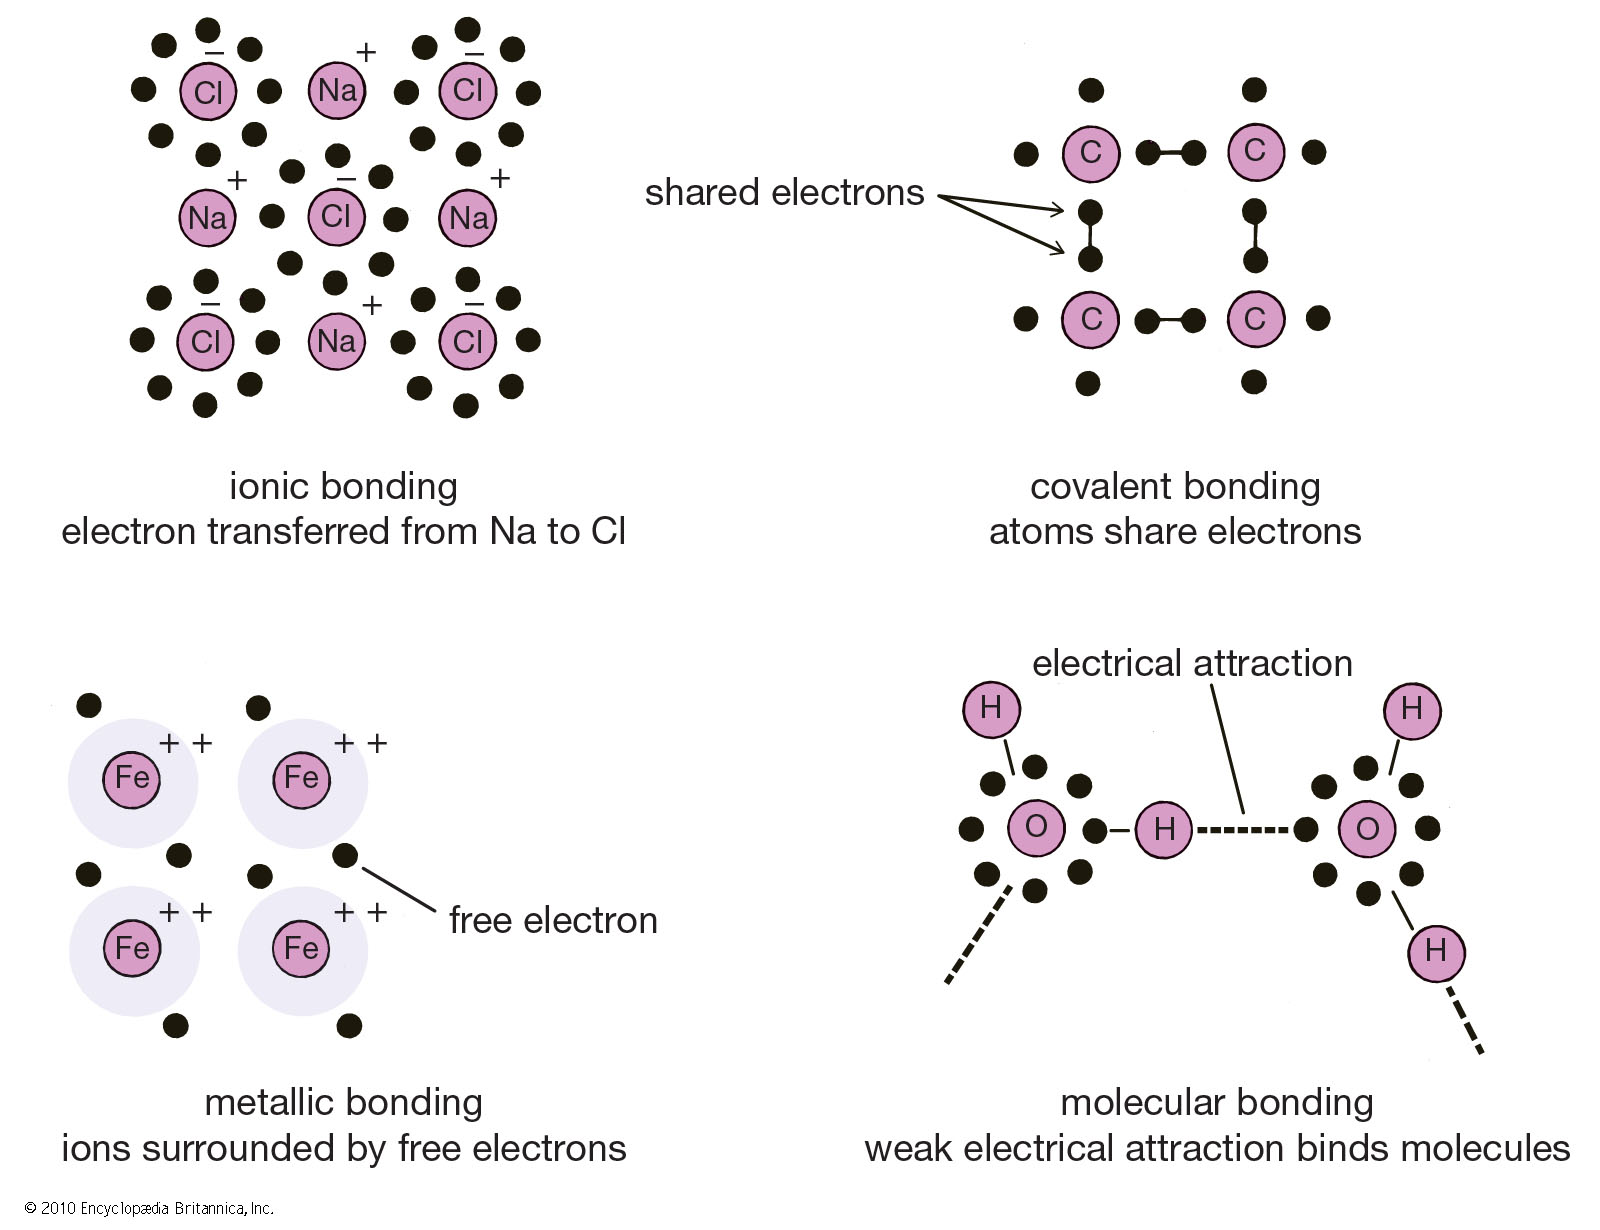 Cl −
Na +
Cl −
Na +
Cl −
Na +
Cl −
Na +
Cl −
ionic bonding
electron transferred from Na to Cl
C
C
shared electrons
C
C
covalent bonding
atoms share electrons
Fe + +
Fe + +
Fe + +
Fe + +
free electron
metallic bonding
ions surrounded by free electrons
electrical attraction
H
H
O
H
O
H
molecular bonding
weak electrical attraction binds molecules
© 2010 Encyclopædia Britannica, Inc.